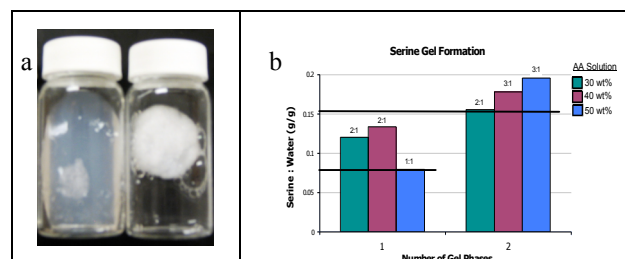 a
b
Serine Gel Formation
AA Solution
30 wt%
40 wt%
50 wt%
Serine : Water (g/g)
0.2
0.15
0.1
0.05
0
2:1
2:1
1:1
2:1
3:1
3:1
1
2
Number of Gel Phases